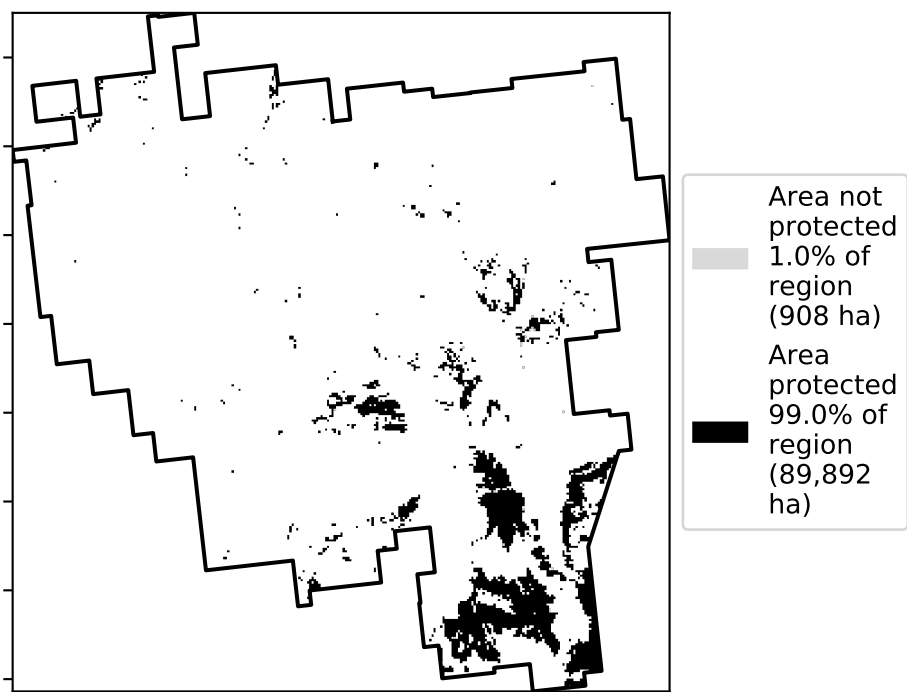 Area not
protected
1.0% of
region
(908 ha)
Area
protected
99.0% of
region
(89,892
ha)